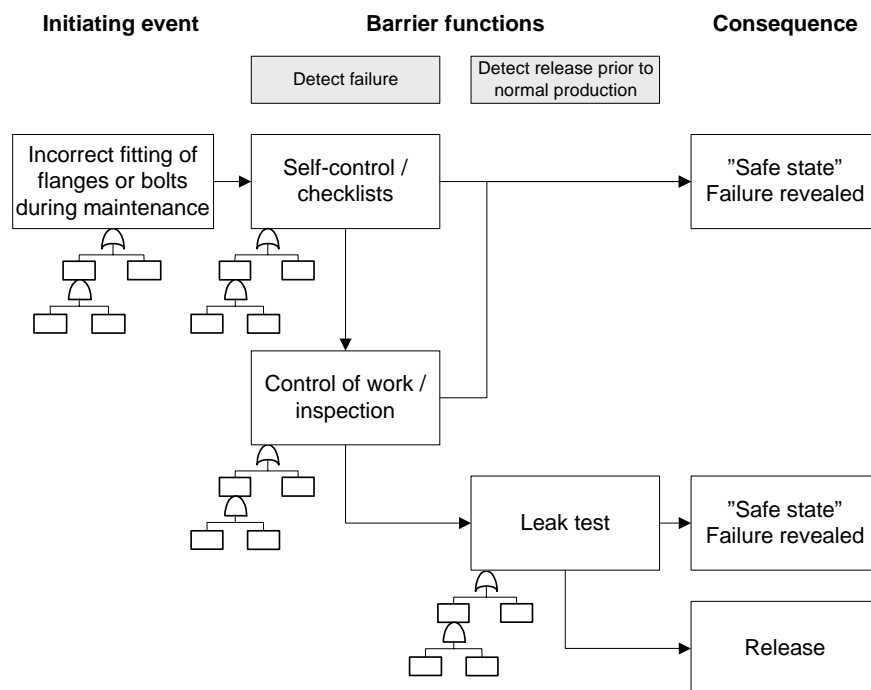 Initiating event
Barrier functions
Consequence
Detect failure
Detect release prior to
normal production
Incorrect fitting of
flanges or bolts
during maintenance
Self-control /
checklists
”Safe state”
Failure revealed
Control of work /
inspection
Leak test
”Safe state”
Failure revealed
Release